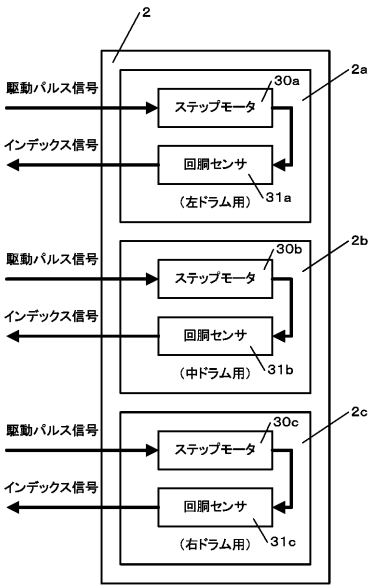 2
2a
30a
駆動パルス信号
ステップモータ
インデックス信号
回胴センサ
31a
(左ドラム用)
2b
30b
駆動パルス信号
ステップモータ
インデックス信号
回胴センサ
31b
(中ドラム用)
2c
30c
駆動パルス信号
ステップモータ
インデックス信号
回胴センサ
31c
(右ドラム用)